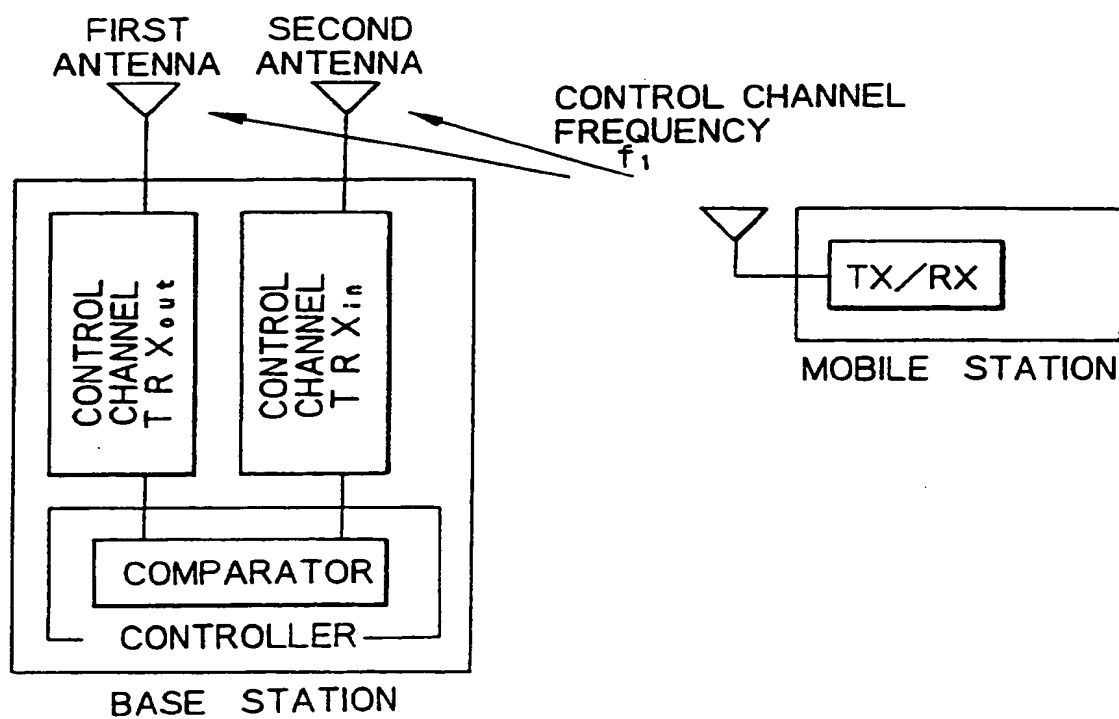 FIRST
ANTENNA
SECOND
ANTENNA
CONTROL CHANNEL
FREQUENCY
f1
CONTROL
CHANNEL
TRXout
CONTROL
CHANNEL
TRXin
TX/RX
MOBILE STATION
COMPARATOR
CONTROLLER
BASE STATION